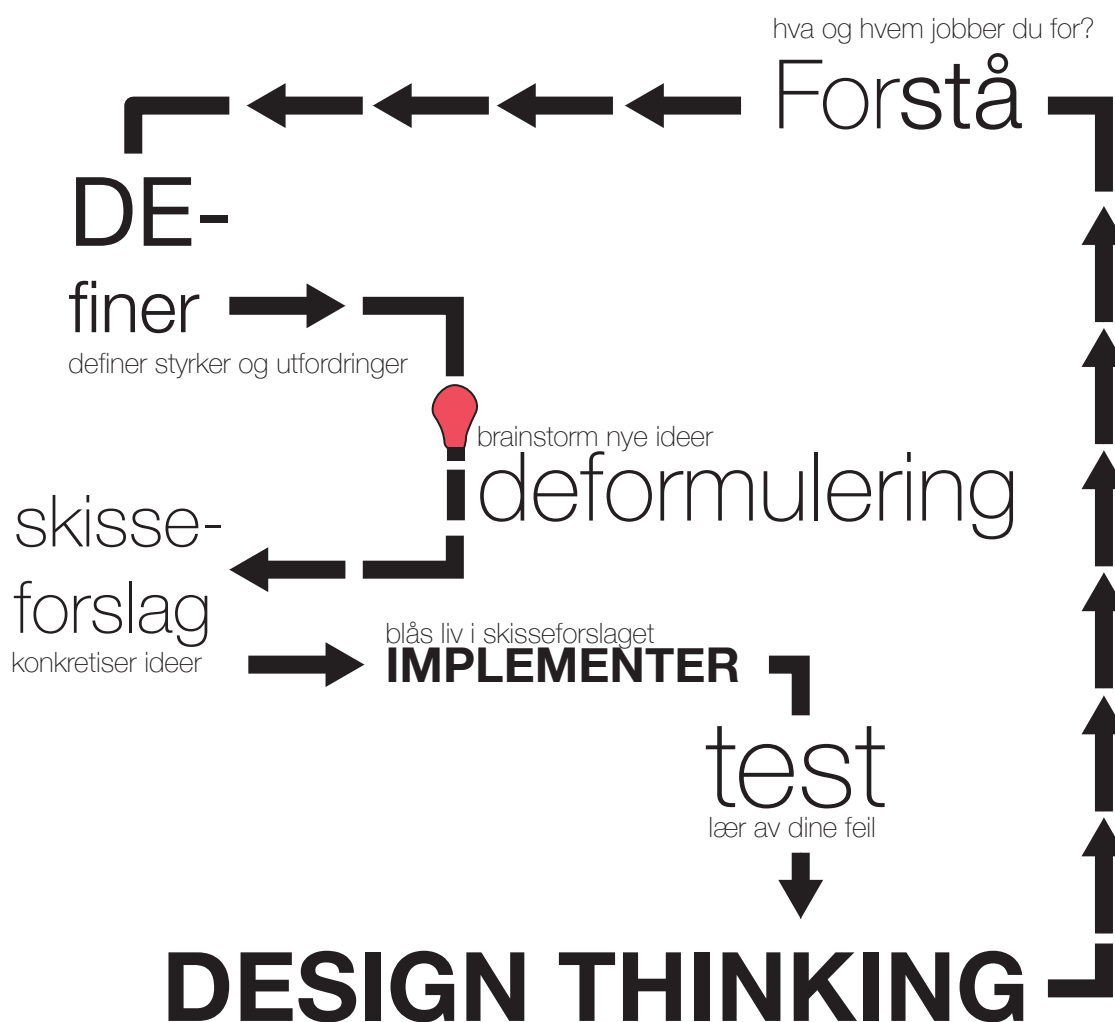 hva og hvem jobber du for?
Forstå
DE-
finer
definer styrker og utfordringer
brainstorm nye ideer
deformulering
skisse-
forslag
konkretiser ideer
blås liv i skisseforslaget
IMPLEMENTER
test
lær av dine feil
DESIGN THINKING